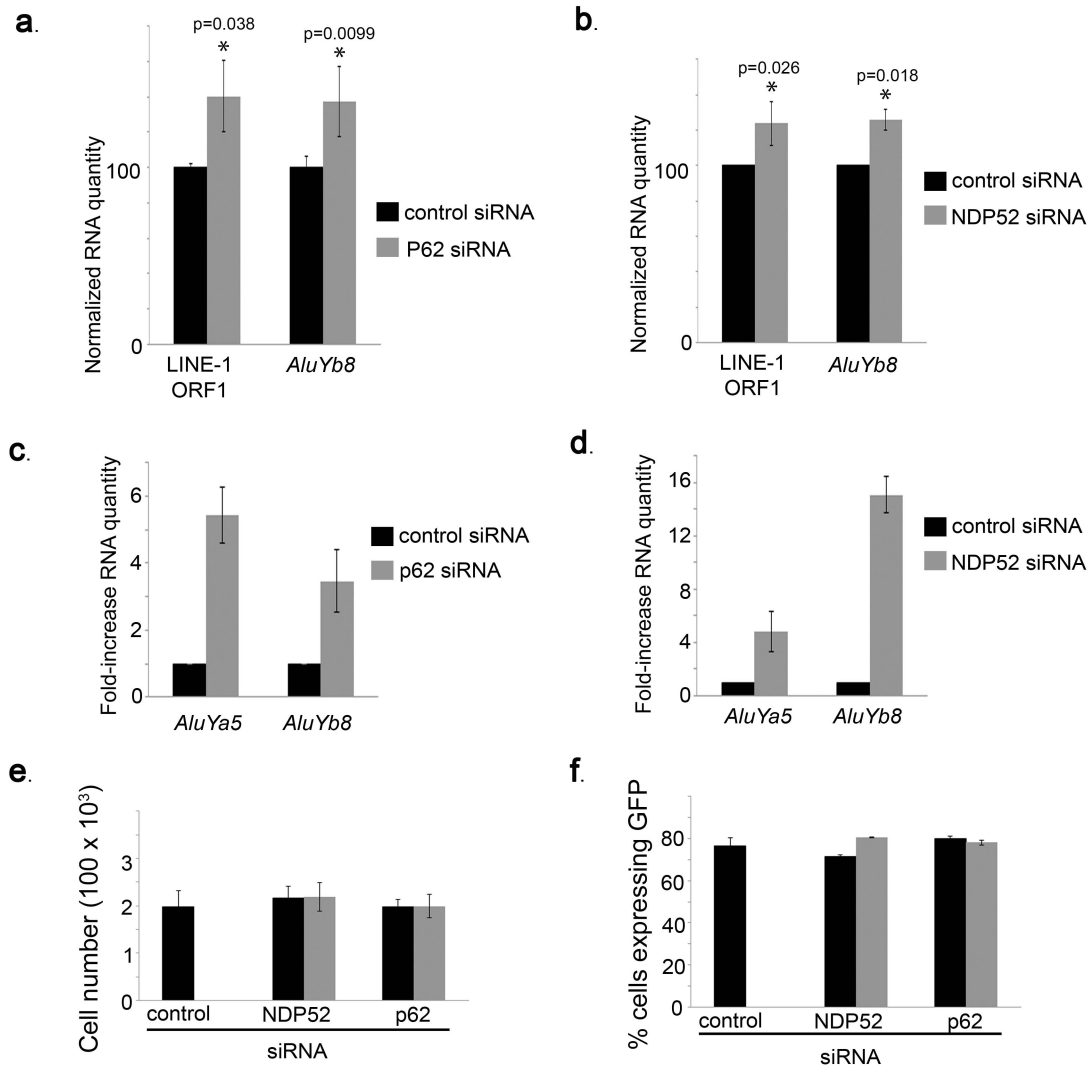 a.
p=0.038
*
p=0.0099
*
Normalized RNA quantity
100
0
LINE-1
ORF1
AluYb8
control siRNA
P62 siRNA
b.
p=0.026
*
p=0.018
*
Normalized RNA quantity
100
0
LINE-1
ORF1
AluYb8
control siRNA
NDP52 siRNA
c.
Fold-increase RNA quantity
6
4
2
0
AluYa5
AluYb8
control siRNA
p62 siRNA
d.
Fold-increase RNA quantity
16
12
8
4
0
AluYa5
AluYb8
control siRNA
NDP52 siRNA
e.
Cell number (100 x 10³)
3
2
1
0
control
NDP52
p62
siRNA
f.
% cells expressing GFP
80
60
40
20
0
control
NDP52
p62
siRNA